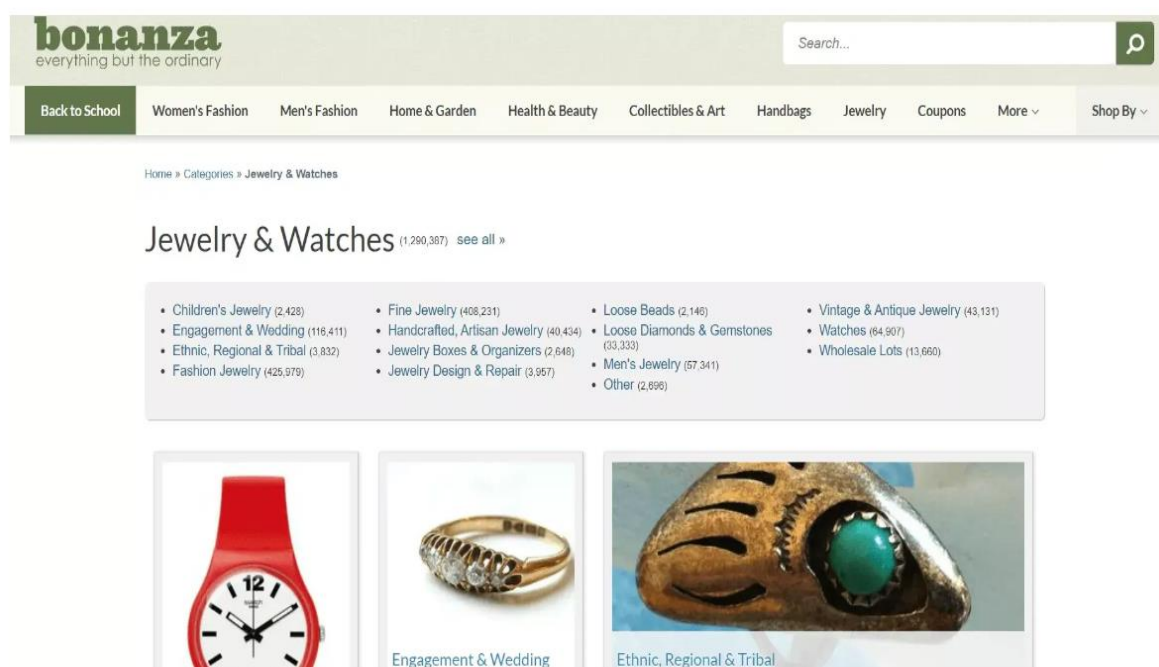 bonanza
everything but the ordinary
Search...
Back to School Women's Fashion Men's Fashion Home & Garden Health & Beauty Collectibles & Art Handbags Jewelry Coupons More Shop By
Home » Categories » Jewelry & Watches
Jewelry & Watches (1,290,387) see all »
• Children's Jewelry (2,428)
• Engagement & Wedding (116,411)
• Ethnic, Regional & Tribal (3,832)
• Fashion Jewelry (425,979)
• Fine Jewelry (408,231)
• Handcrafted, Artisan Jewelry (40,434)
• Jewelry Boxes & Organizers (2,648)
• Jewelry Design & Repair (3,957)
• Loose Beads (2,146)
• Loose Diamonds & Gemstones
(33,333)
• Men's Jewelry (57,341)
• Other (2,696)
• Vintage & Antique Jewelry (43,131)
• Watches (64,907)
• Wholesale Lots (13,660)
12
swatch
Engagement & Wedding
Ethnic, Regional & Tribal